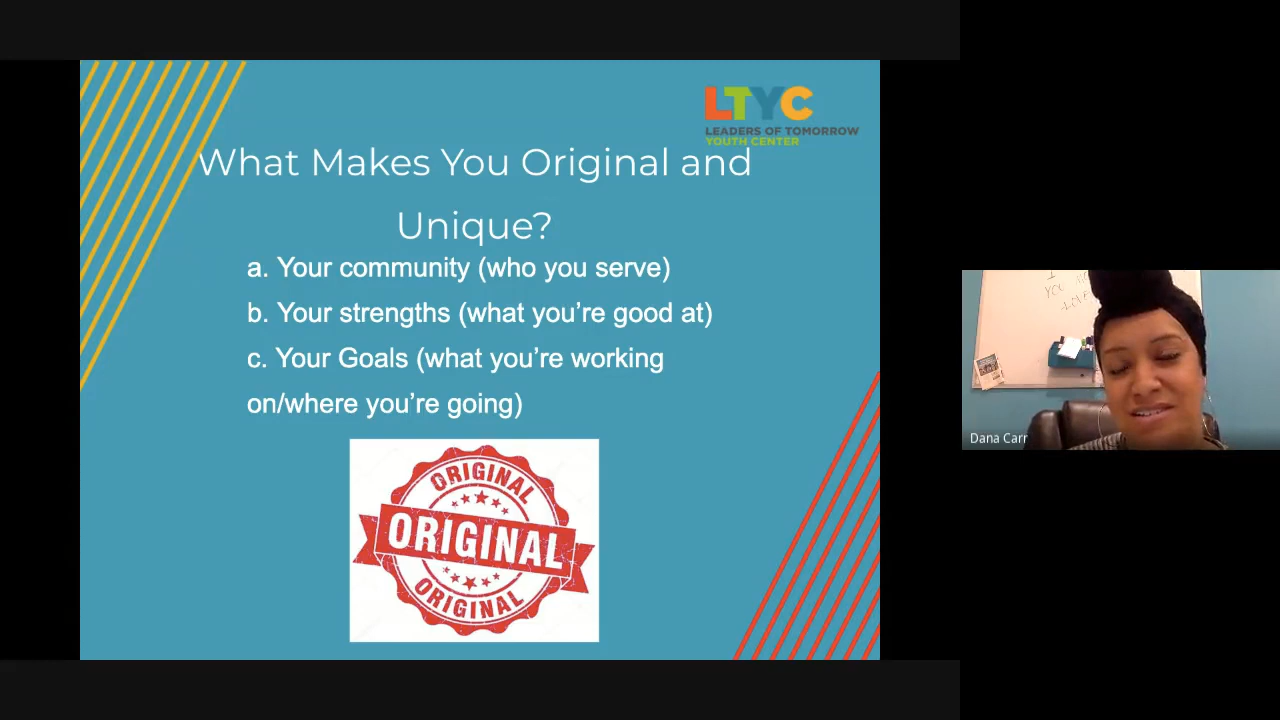 LTYC
LEADERS OF TOMORROW
YOUTH CENTER
What Makes You Original and
Unique?
a. Your community (who you serve)
b. Your strengths (what you're good at)
c. Your Goals (what you're working
on/where you're going)
ORIGINAL
ORIGINAL
ORIGINAL
YOU
Dana Carr